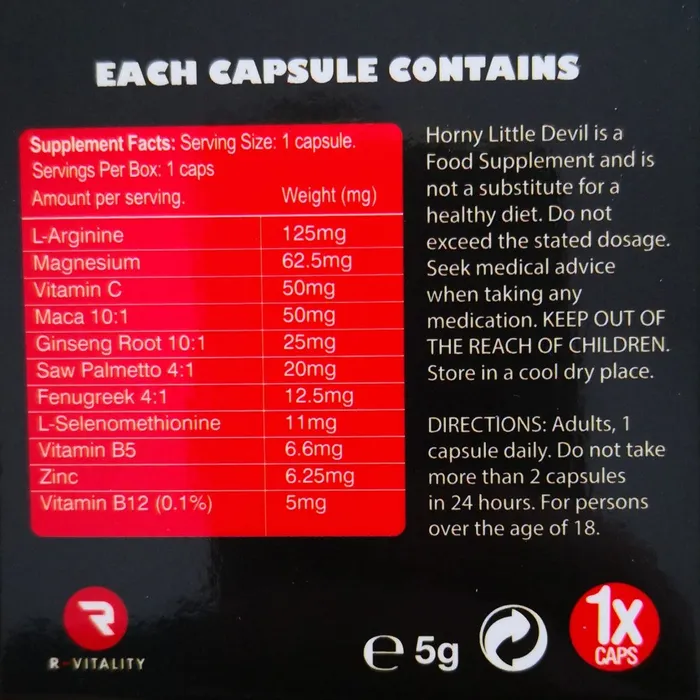 EACH CAPSULE CONTAINS
Supplement Facts: Serving Size: 1 capsule.
Servings Per Box: 1 caps
Amount per serving. Weight (mg)
L-Arginine 125mg
Magnesium 62.5mg
Vitamin C 50mg
Maca 10:1 50mg
Ginseng Root 10:1 25mg
Saw Palmetto 4:1 20mg
Fenugreek 4:1 12.5mg
L-Selenomethionine 11mg
Vitamin B5 6.6mg
Zinc 6.25mg
Vitamin B12 (0.1%) 5mg
Horny Little Devil is a
Food Supplement and is
not a substitute for a
healthy diet. Do not
exceed the stated dosage.
Seek medical advice
when taking any
medication. KEEP OUT OF
THE REACH OF CHILDREN.
Store in a cool dry place.
DIRECTIONS: Adults, 1
capsule daily. Do not take
more than 2 capsules
in 24 hours. For persons
over the age of 18.
R
R-VITALITY
e 5g
1X
CAPS